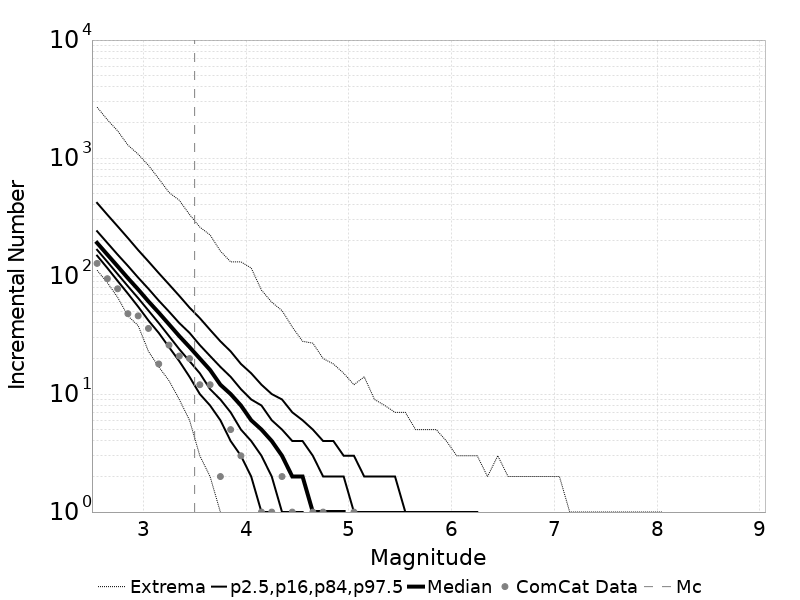 10^4
10^3
10^2
10^1
10^0
Incremental Number
3 4 5 6 7 8 9
Magnitude
Extrema p2.5,p16,p84,p97.5 Median ComCat Data Mc